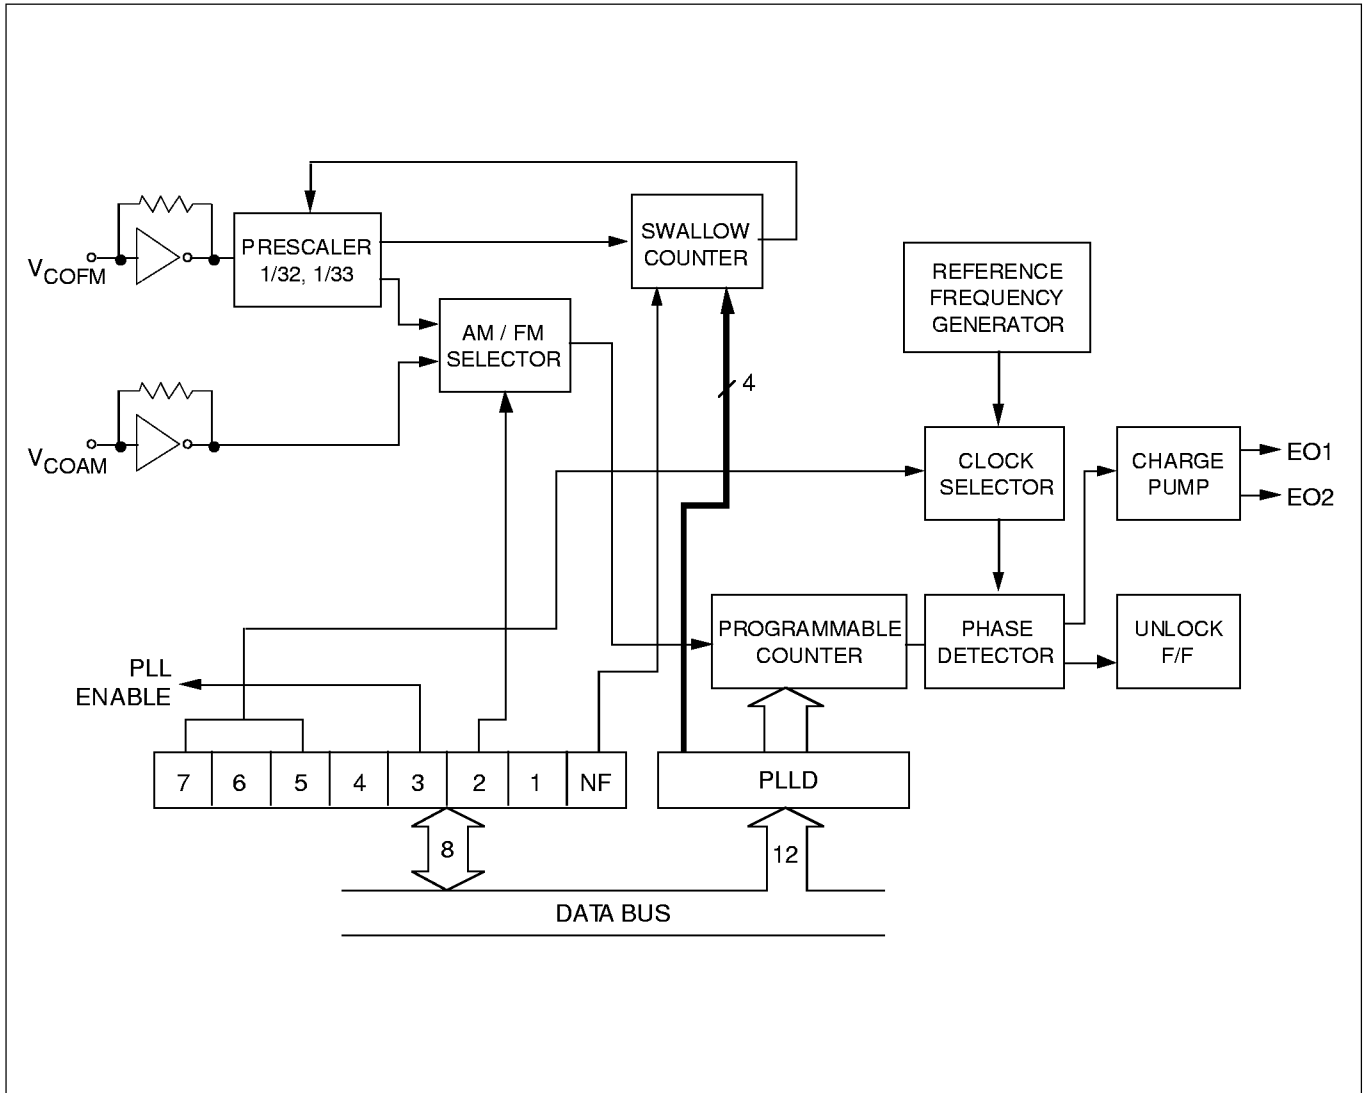 PRESCALER
1/32, 1/33
SWALLOW
COUNTER
VCOFM
REFERENCE
FREQUENCY
GENERATOR
AM / FM
SELECTOR
4
VCOAM
CLOCK
SELECTOR
CHARGE
PUMP
EO1
EO2
PROGRAMMABLE
COUNTER
PHASE
DETECTOR
UNLOCK
F/F
PLL
ENABLE
7 6 5 4 3 2 1 NF
PLLD
8
12
DATA BUS